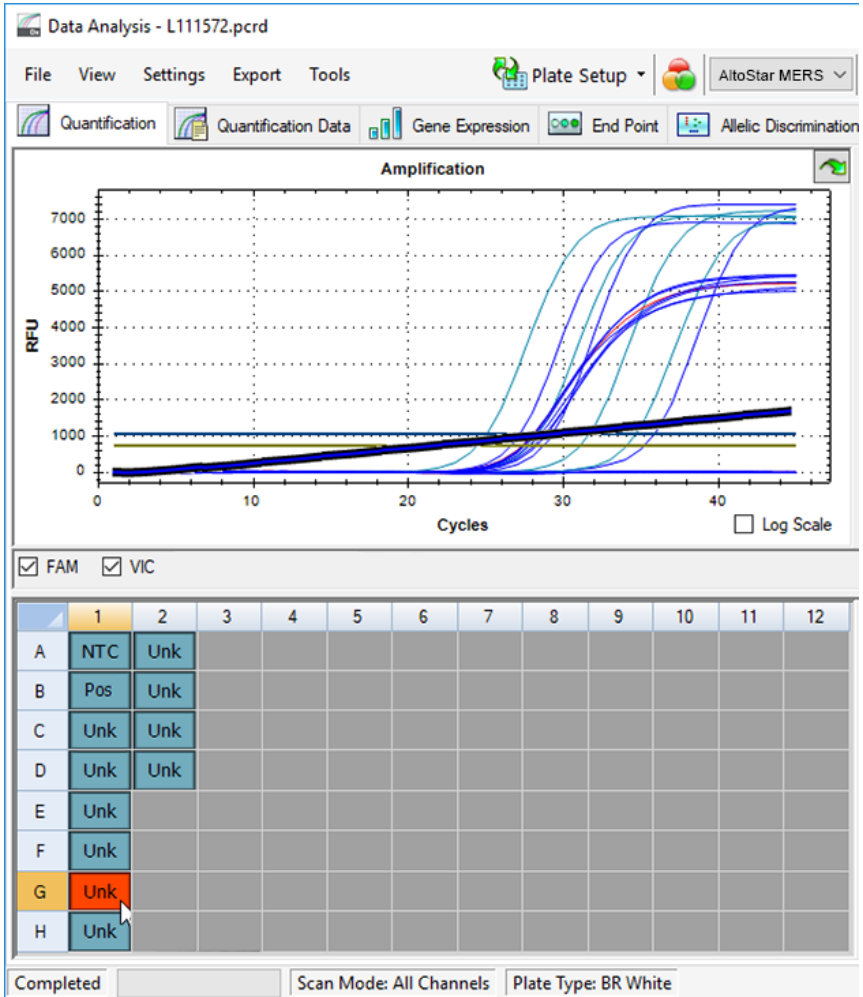 Data Analysis - L111572.pcrd
File View Settings Export Tools Plate Setup AltoStar MERS
Quantification Quantification Data Gene Expression End Point Allelic Discrimination
Amplification
RFU
7000
6000
5000
4000
3000
2000
1000
0
0 10 20 30 40
Cycles
Log Scale
FAM VIC
1 2 3 4 5 6 7 8 9 10 11 12
A NTC Unk
B Pos Unk
C Unk Unk
D Unk Unk
E Unk
F Unk
G Unk
H Unk
Completed Scan Mode: All Channels Plate Type: BR White